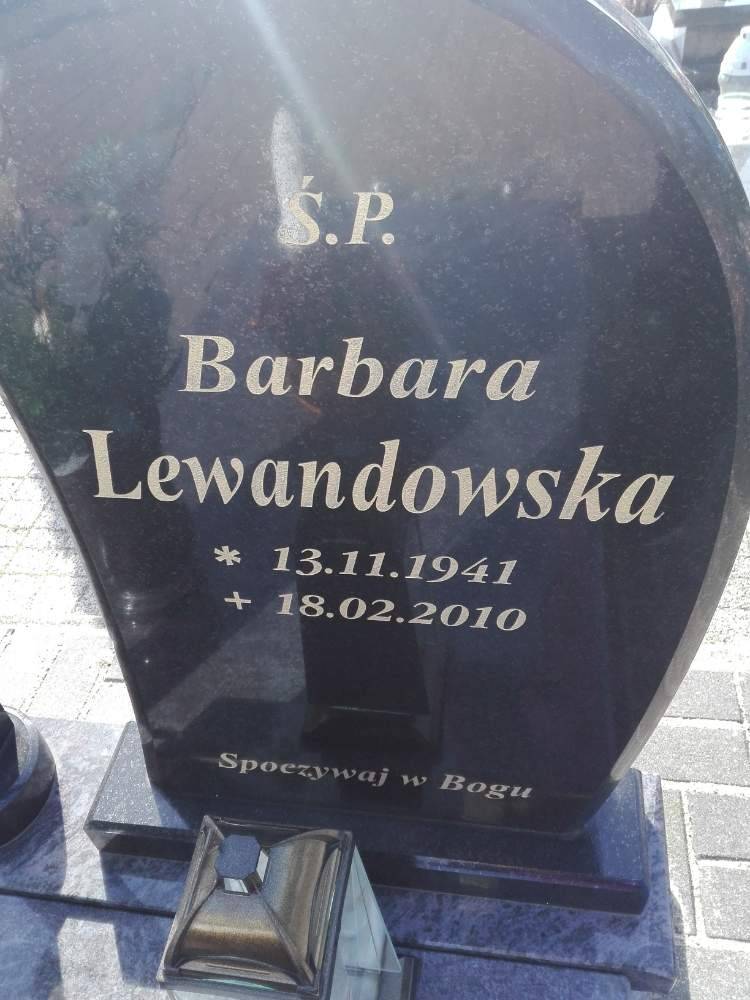 Ś.P.
Barbara
Lewandowska
* 13.11.1941
+ 18.02.2010
Spoczywaj w Bogu